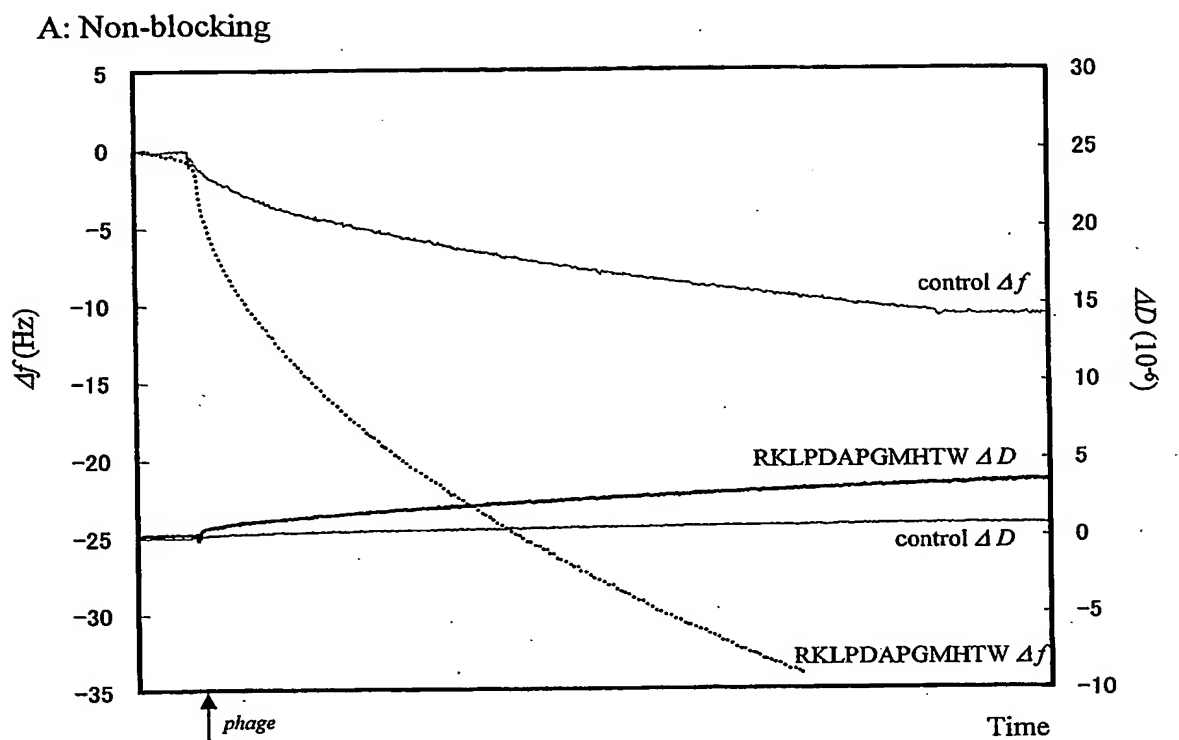 A: Non-blocking
5
0
−5
−10
−15
−20
−25
−30
−35
Δf (Hz)
30
25
20
15
10
5
0
−5
−10
ΔD (10⁻⁶)
control Δf
RKLPDAPGMHTW ΔD
control ΔD
RKLPDAPGMHTW Δf
phage
Time